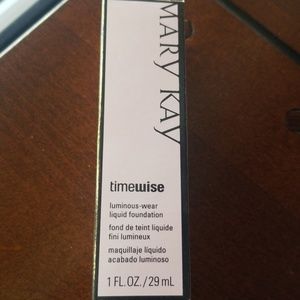 MARY KAY
timewise
luminous-wear
liquid foundation
fond de teint liquide
fini lumineux
maquillaje líquido
acabado luminoso
1 FL. OZ. / 29 mL